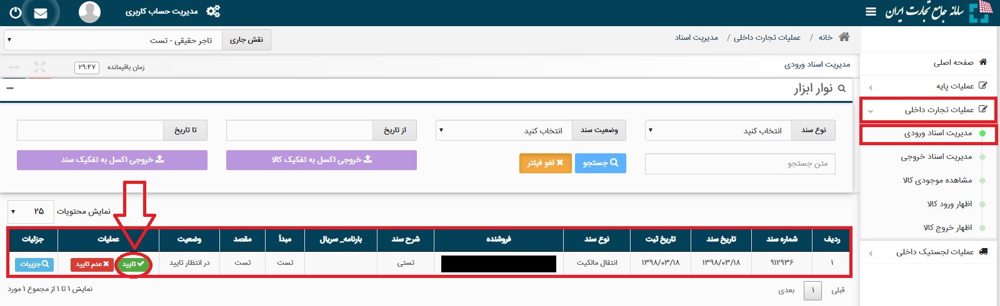 سامانه جامع تجارت ایران
مدیریت حساب کاربری
صفحه اصلی
عملیات پایه
عملیات تجارت داخلی
مدیریت اسناد ورودی
مدیریت اسناد خروجی
مشاهده موجودی کالا
اظهار ورود کالا
اظهار خروج کالا
عملیات لجستیک داخلی
خانه / عملیات تجارت داخلی / مدیریت اسناد
نقش جاری تاجر حقیقی - تست
مدیریت اسناد ورودی
زمان باقیمانده ۲۹:۴۷
نوار ابزار
نوع سند انتخاب کنید وضعیت سند انتخاب کنید از تاریخ تا تاریخ
متن جستجو جستجو لغو فیلتر خروجی اکسل به تفکیک کالا خروجی اکسل به تفکیک سند
نمایش محتویات ۲۵
ردیف شماره سند تاریخ سند تاریخ ثبت نوع سند فروشنده شرح سند بارنامه_ سریال مبدأ مقصد وضعیت عملیات جزئیات
۱ ۹۱۲۹۳۶ ۱۳۹۸/۰۳/۱۸ ۱۳۹۸/۰۳/۱۸ انتقال مالکیت تستی تست تست در انتظار تایید تایید عدم تایید جزییات
قبلی ۱ بعدی
نمایش ۱ تا ۱ از مجموع ۱ مورد